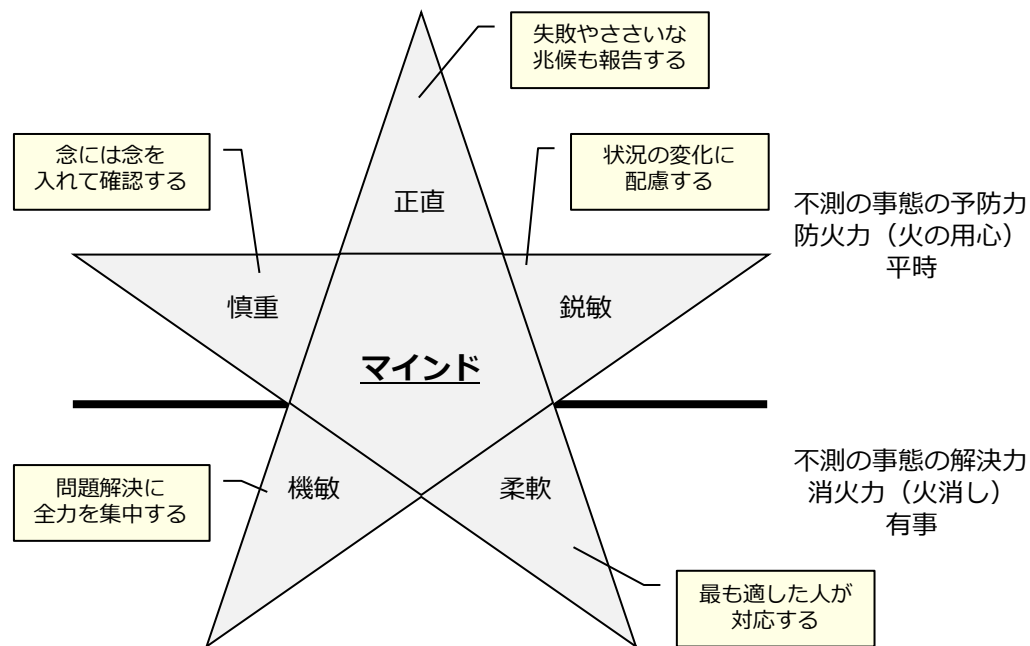 失敗やささいな
兆候も報告する
念には念を
入れて確認する
状況の変化に
配慮する
正直
不測の事態の予防力
防火力（火の用心）
平時
慎重
鋭敏
マインド
不測の事態の解決力
消火力（火消し）
有事
機敏
柔軟
問題解決に
全力を集中する
最も適した人が
対応する